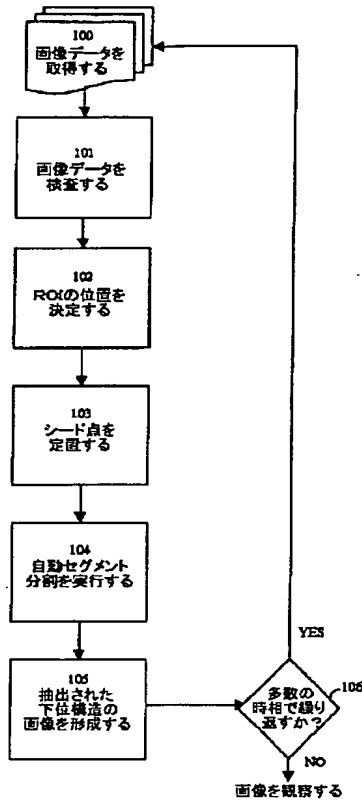 100
画像データを
取得する
101
画像データを
検査する
102
ROIの位置を
決定する
103
シード点を
定置する
104
自動セグメント
分割を実行する
105
抽出された
下位構造の
画像を形成する
YES
106
多数の
時相で繰り
返すか?
NO
画像を観察する